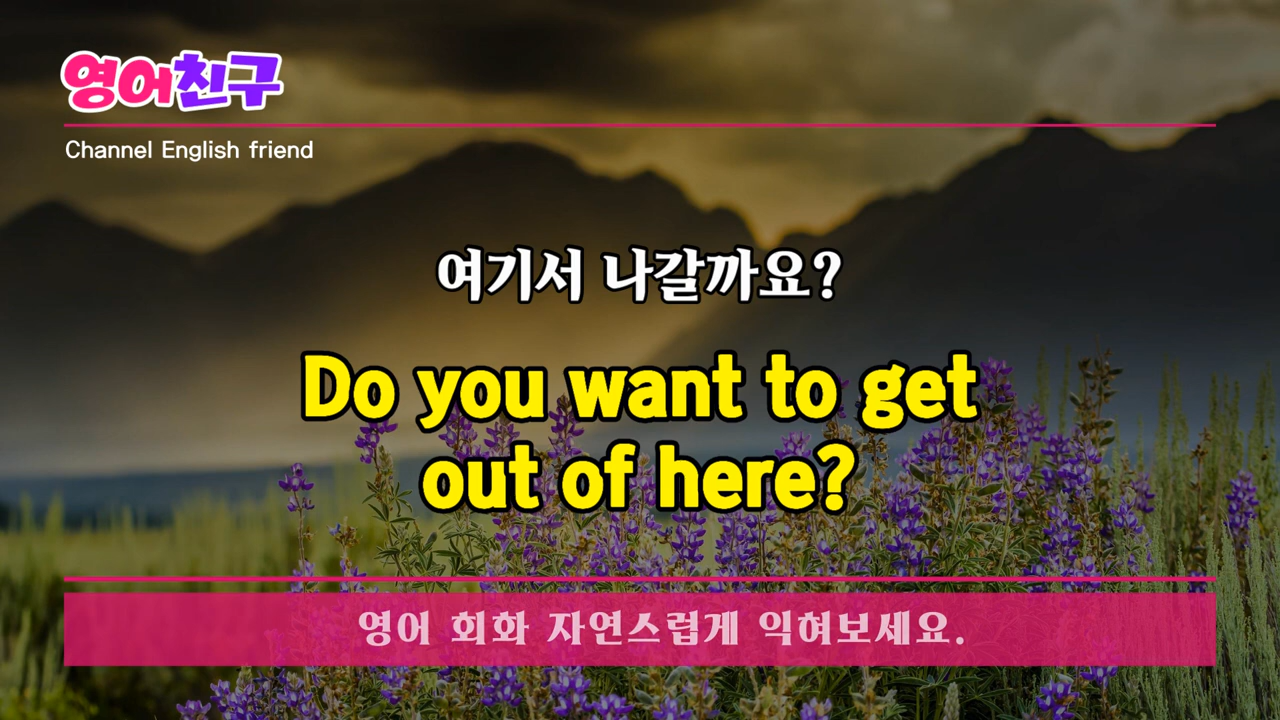 영어친구
Channel English friend
여기서 나갈까요?
Do you want to get
out of here?
영어 회화 자연스럽게 익혀보세요.